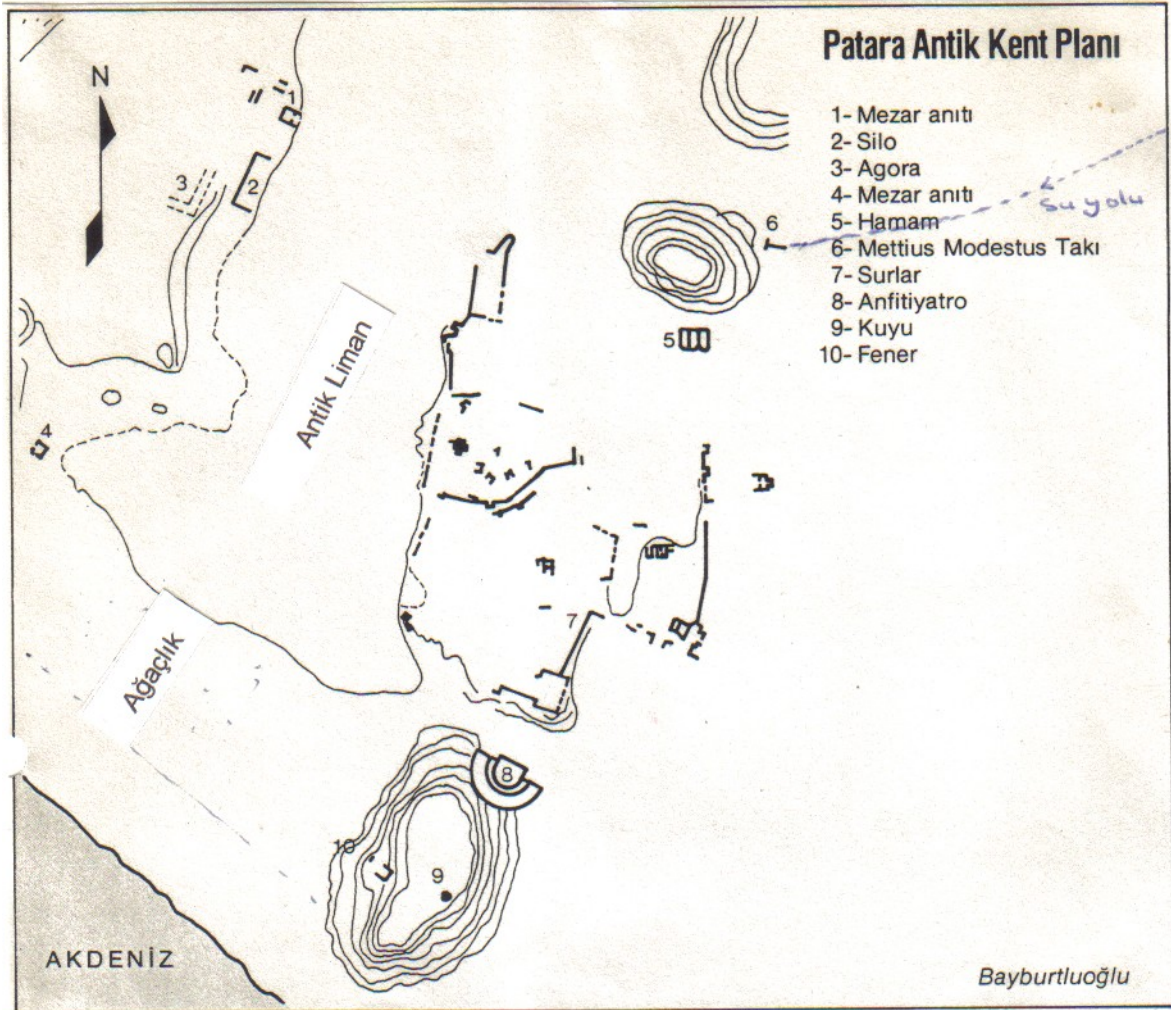 Patara Antik Kent Planı
1- Mezar anıtı
2- Silo
3- Agora
4- Mezar anıtı
5- Hamam
6- Mettius Modestus Takı
7- Surlar
8- Anfitiyatro
9- Kuyu
10- Fener
Su yolu
N
1
2
3
4
5
6
7
8
9
10
Antik Liman
Ağaçlık
AKDENİZ
Bayburtluoğlu